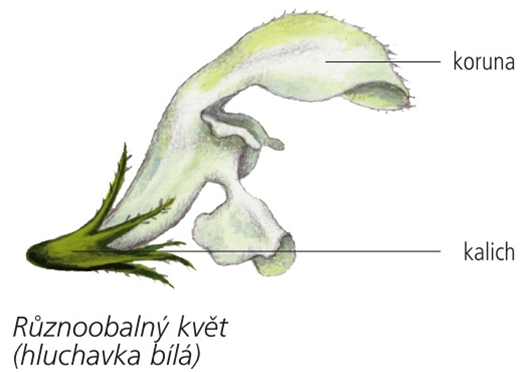 koruna
kalich
Různoobalný květ
(hluchavka bílá)